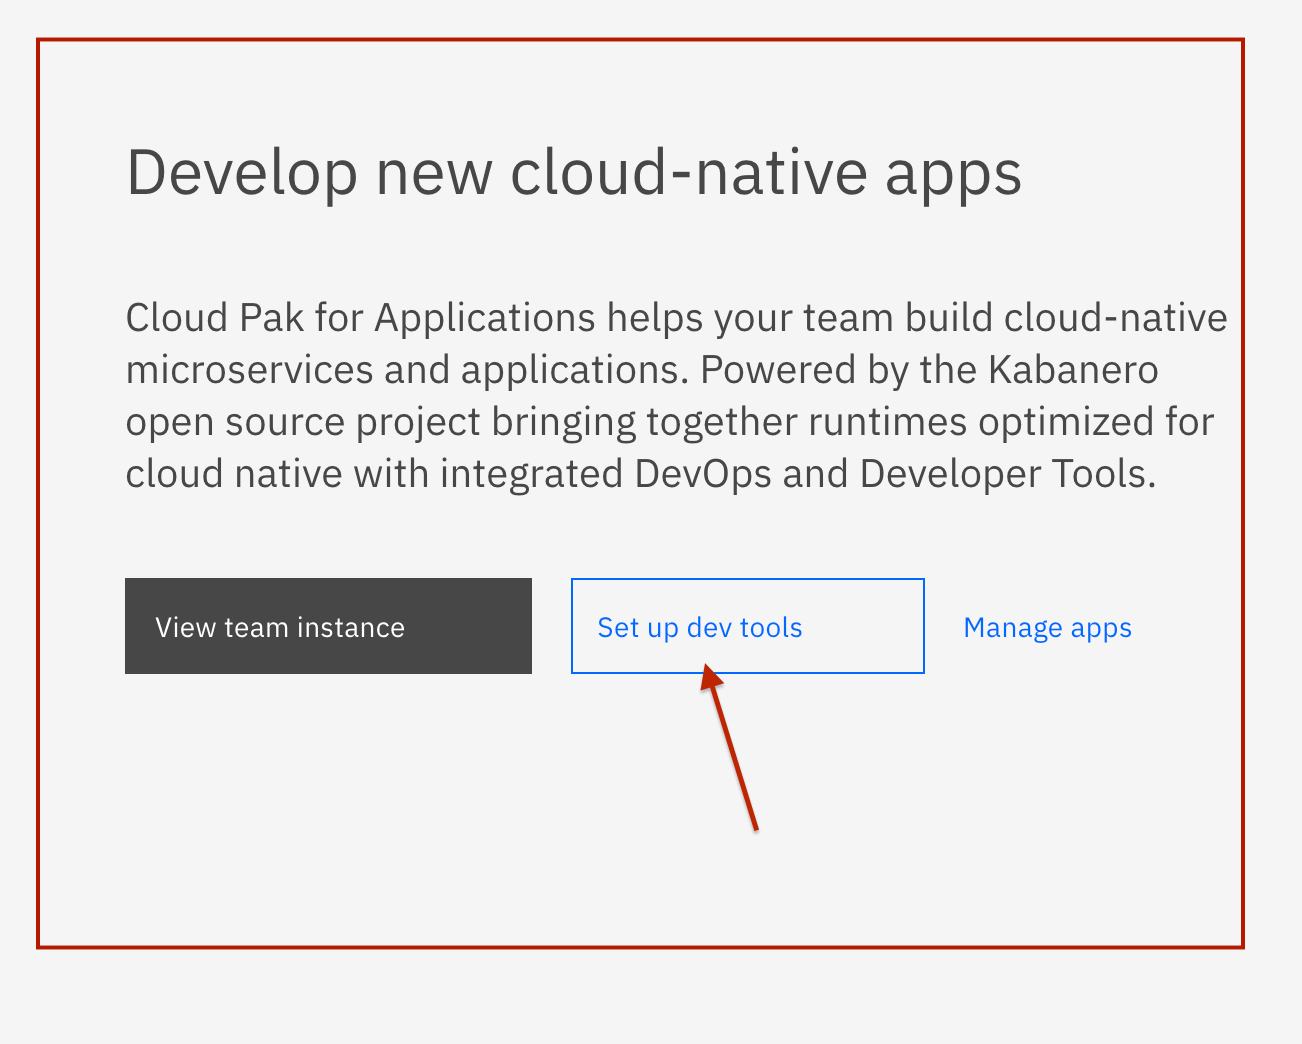 Develop new cloud-native apps
Cloud Pak for Applications helps your team build cloud-native
microservices and applications. Powered by the Kabanero
open source project bringing together runtimes optimized for
cloud native with integrated DevOps and Developer Tools.
View team instance
Set up dev tools
Manage apps